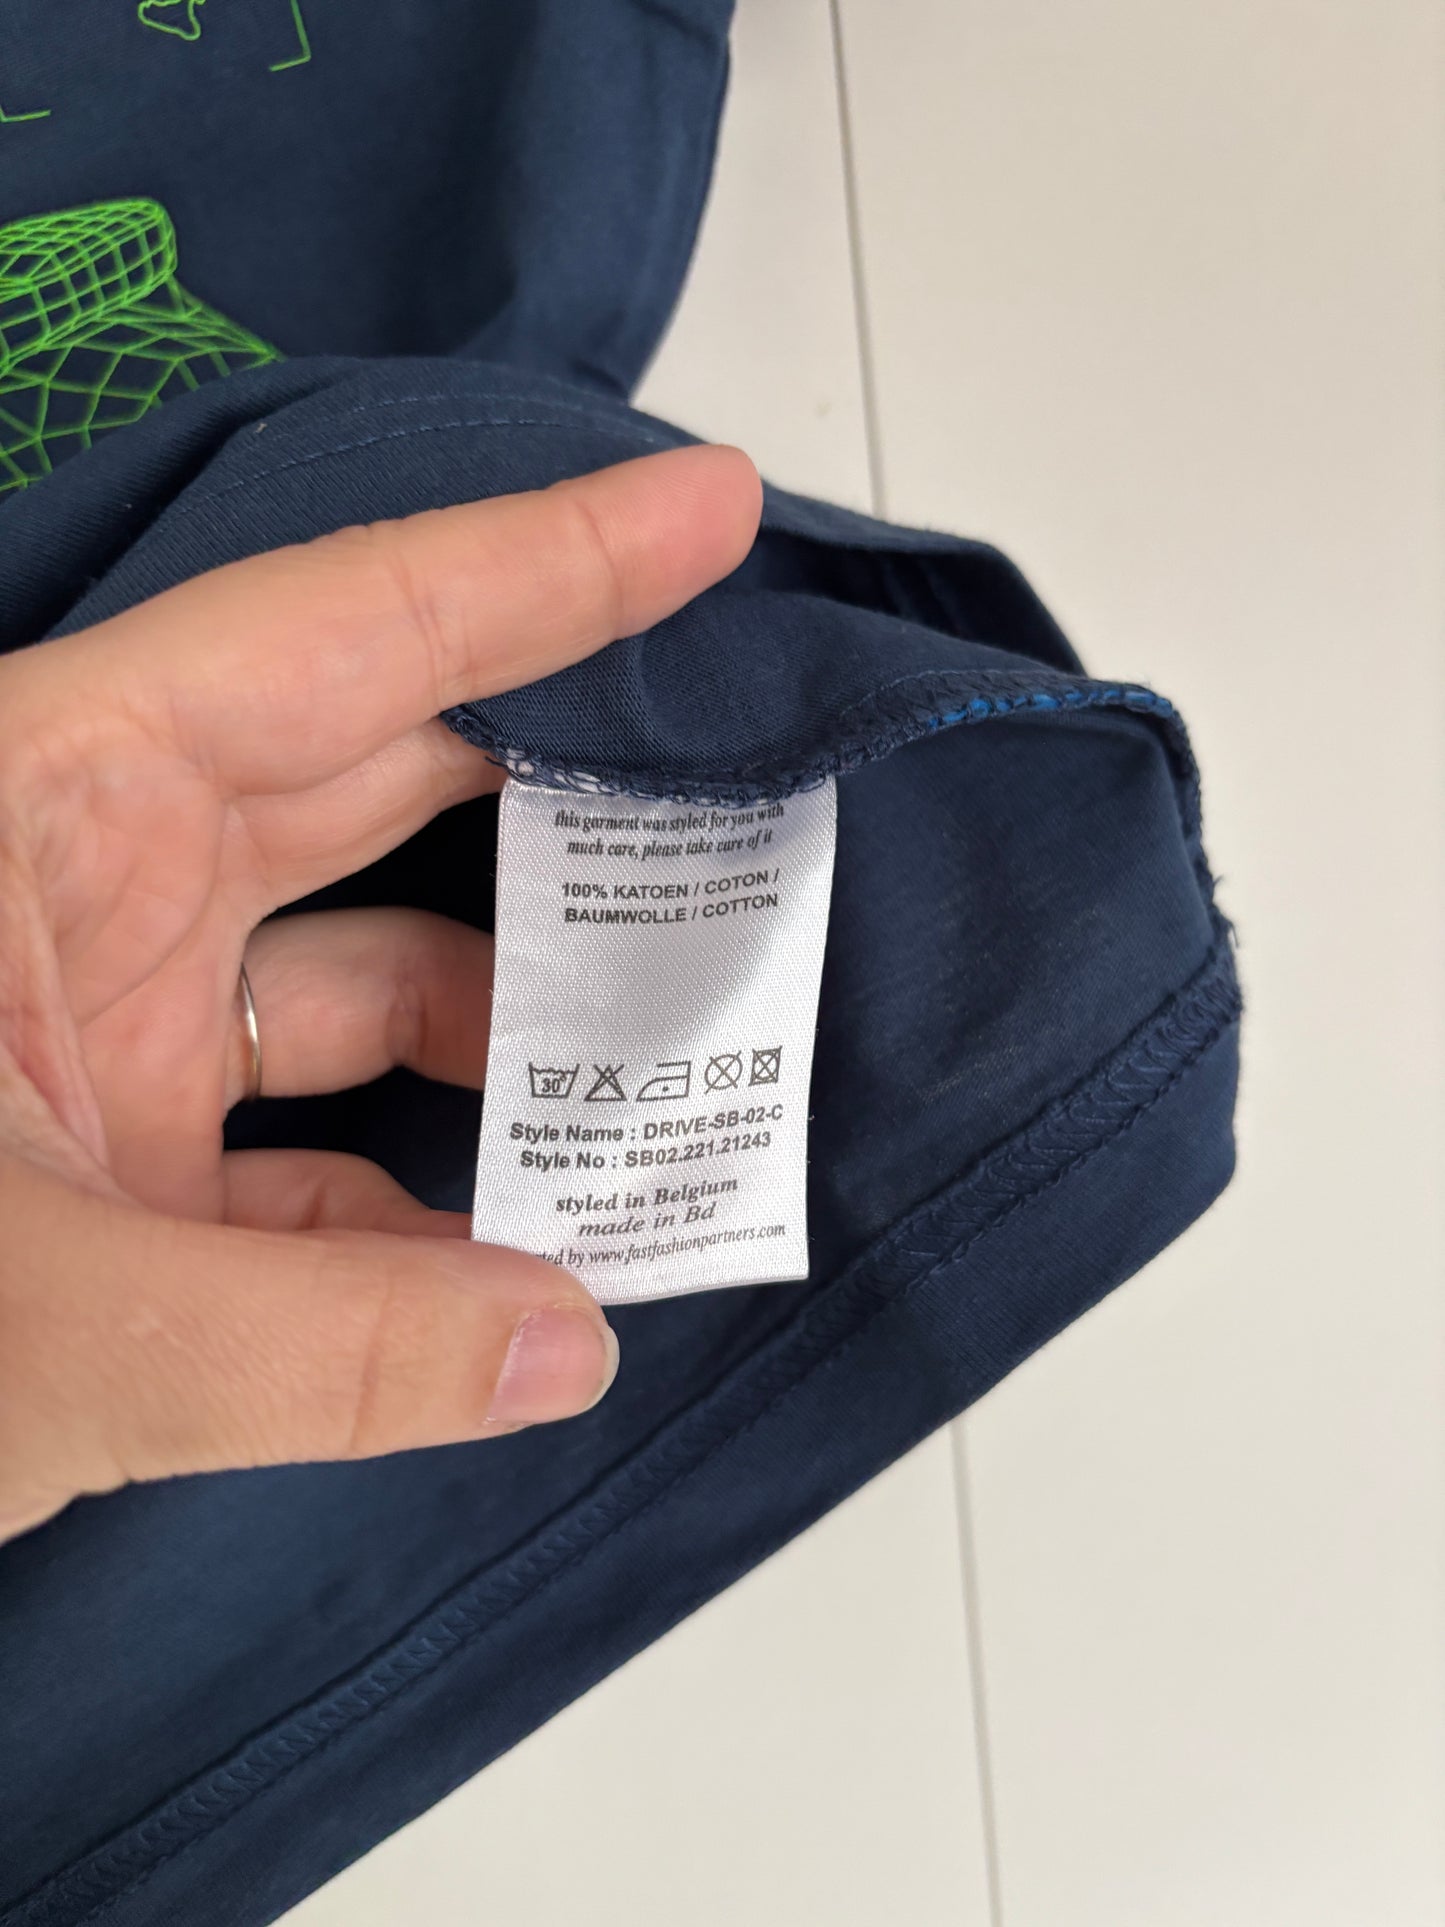 this garment was styled for you with
much care, please take care of it
100% KATOEN / COTON /
BAUMWOLLE / COTTON
30°
Style Name : DRIVE-SB-02-C
Style No : SB02.221.21243
styled in Belgium
made in Bd
by www.fastfashionpartners.com